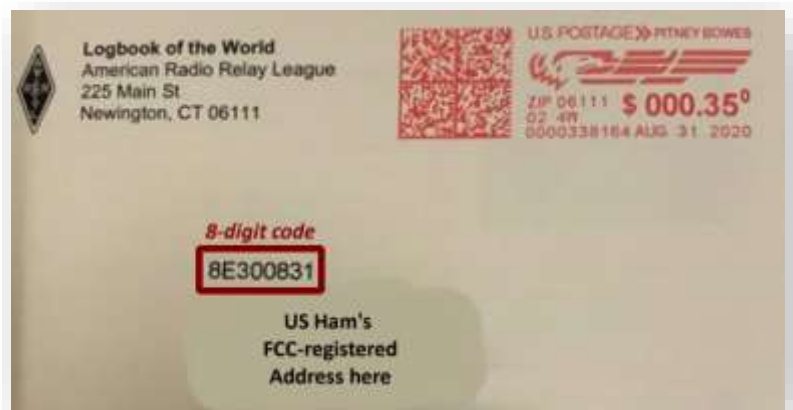 Logbook of the World
American Radio Relay League
225 Main St
Newington, CT 06111
U.S. POSTAGE» PITNEY BOWES
ZIP 06111 $ 000.35⁰
02 4W
0000338164 AUG 31 2020
8-digit code
8E300831
US Ham's
FCC-registered
Address here